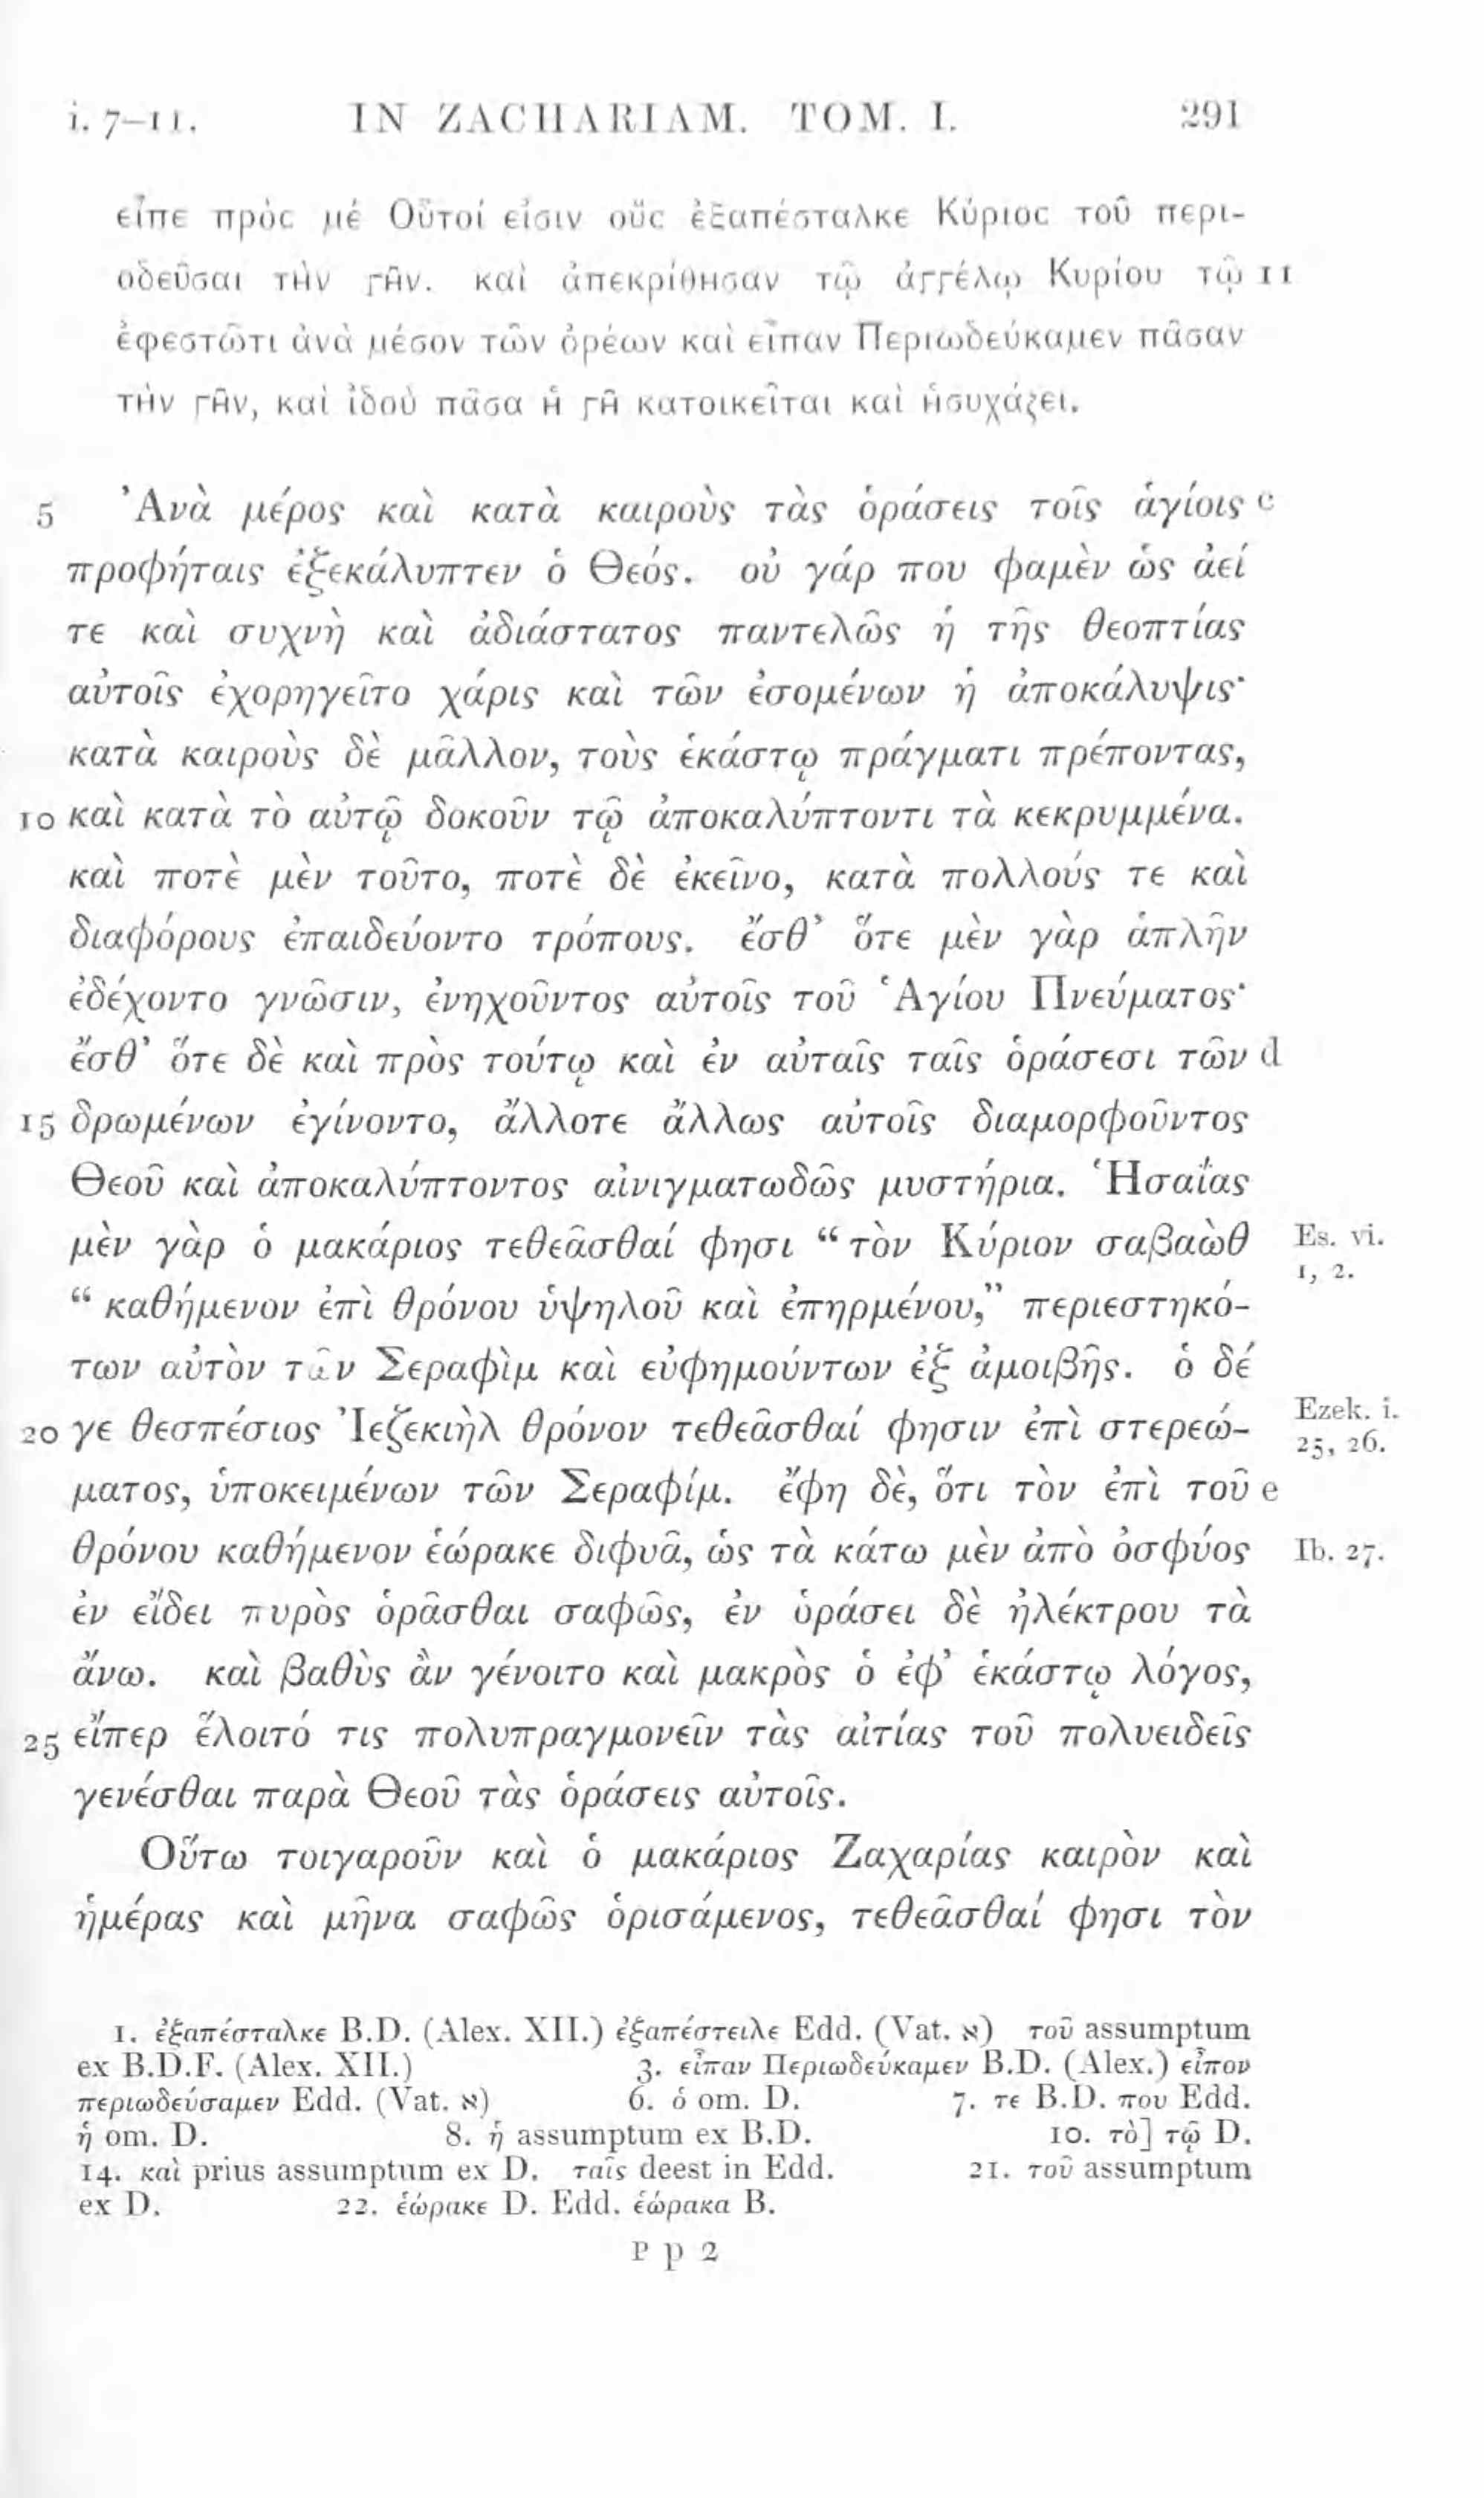 i. 7–11. IN ZACHARIAM. TOM. I. 291
εἶπε πρὸς μέ Οὗτοί εἰσιν οὓς ἐξαπέσταλκε Κύριος τοῦ περι-
οδεῦσαι τὴν γῆν. καὶ ἀπεκρίθησαν τῷ ἀγγέλῳ Κυρίου τῷ 11
ἐφεστῶτι ἀνὰ μέσον τῶν ὀρέων καὶ εἶπαν Περιωδεύκαμεν πᾶσαν
τὴν γῆν, καὶ ἰδοὺ πᾶσα ἡ γῆ κατοικεῖται καὶ ἡσυχάζει.
5 Ἀνὰ μέρος καὶ κατὰ καιροὺς τὰς ὁράσεις τοῖς ἁγίοις c
προφήταις ἐξεκάλυπτεν ὁ Θεός. οὐ γάρ που φαμὲν ὡς ἀεί
τε καὶ συχνὴ καὶ ἀδιάστατος παντελῶς ἡ τῆς θεοπτίας
αὐτοῖς ἐχορηγεῖτο χάρις καὶ τῶν ἐσομένων ἡ ἀποκάλυψις·
κατὰ καιροὺς δὲ μᾶλλον, τοὺς ἑκάστῳ πράγματι πρέποντας,
10 καὶ κατὰ τὸ αὐτῷ δοκοῦν τῷ ἀποκαλύπτοντι τὰ κεκρυμμένα.
καὶ ποτὲ μὲν τοῦτο, ποτὲ δὲ ἐκεῖνο, κατὰ πολλούς τε καὶ
διαφόρους ἐπαιδεύοντο τρόπους. ἔσθ’ ὅτε μὲν γὰρ ἁπλῆν
ἐδέχοντο γνῶσιν, ἐνηχοῦντος αὐτοῖς τοῦ Ἁγίου Πνεύματος·
ἔσθ’ ὅτε δὲ καὶ πρὸς τούτῳ καὶ ἐν αὐταῖς ταῖς ὁράσεσι τῶν d
15 δρωμένων ἐγίνοντο, ἄλλοτε ἄλλως αὐτοῖς διαμορφοῦντος
Θεοῦ καὶ ἀποκαλύπτοντος αἰνιγματωδῶς μυστήρια. Ἡσαΐας
μὲν γὰρ ὁ μακάριος τεθεᾶσθαί φησι “ τὸν Κύριον σαβαὼθ Es. vi. 1, 2.
“ καθήμενον ἐπὶ θρόνου ὑψηλοῦ καὶ ἐπηρμένου,” περιεστηκό-
των αὐτὸν τῶν Σεραφὶμ καὶ εὐφημούντων ἐξ ἀμοιβῆς. ὁ δέ
20 γε θεσπέσιος Ἰεζεκιὴλ θρόνον τεθεᾶσθαί φησιν ἐπὶ στερεώ- Ezek. i. 25, 26.
ματος, ὑποκειμένων τῶν Σεραφίμ. ἔφη δὲ, ὅτι τὸν ἐπὶ τοῦ e
θρόνου καθήμενον ἑώρακε διφυᾶ, ὡς τὰ κάτω μὲν ἀπὸ ὀσφύος Ib. 27.
ἐν εἴδει πυρὸς ὁρᾶσθαι σαφῶς, ἐν ὁράσει δὲ ἠλέκτρου τὰ
ἄνω. καὶ βαθὺς ἂν γένοιτο καὶ μακρὸς ὁ ἐφ’ ἑκάστῳ λόγος,
25 εἴπερ ἕλοιτό τις πολυπραγμονεῖν τὰς αἰτίας τοῦ πολυειδεῖς
γενέσθαι παρὰ Θεοῦ τὰς ὁράσεις αὐτοῖς.
Οὕτω τοιγαροῦν καὶ ὁ μακάριος Ζαχαρίας καιρὸν καὶ
ἡμέρας καὶ μῆνα σαφῶς ὁρισάμενος, τεθεᾶσθαί φησι τὸν
1. ἐξαπέσταλκε B.D. (Alex. XII.) ἐξαπέστειλε Edd. (Vat. א) τοῦ assumptum
ex B.D.F. (Alex. XII.) 3. εἶπαν Περιωδεύκαμεν B.D. (Alex.) εἶπον
περιωδεύσαμεν Edd. (Vat. א) 6. ὁ om. D. 7. τε B.D. που Edd.
ἡ om. D. 8. ἡ assumptum ex B.D. 10. τὸ] τῷ D.
14. καὶ prius assumptum ex D. ταῖς deest in Edd. 21. τοῦ assumptum
ex D. 22. ἑώρακε D. Edd. ἑώρακα B.
P p 2